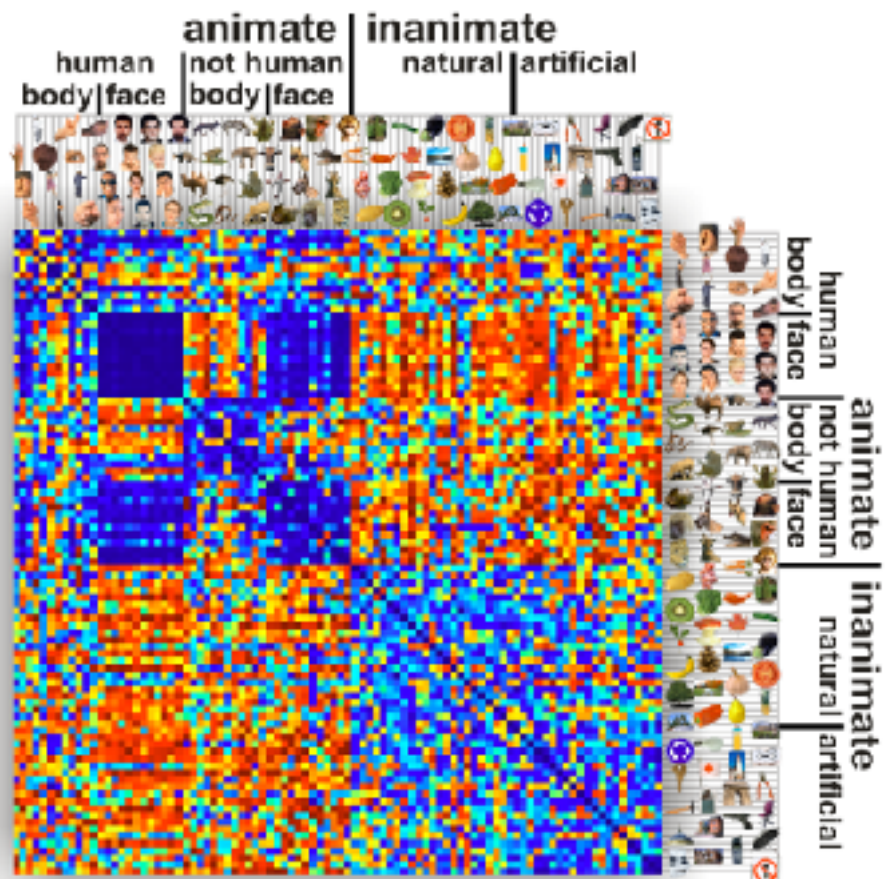 animate | inanimate
human | not human natural | artificial
body | face body | face
human
body | face
animate
not human
body | face
inanimate
natural | artificial